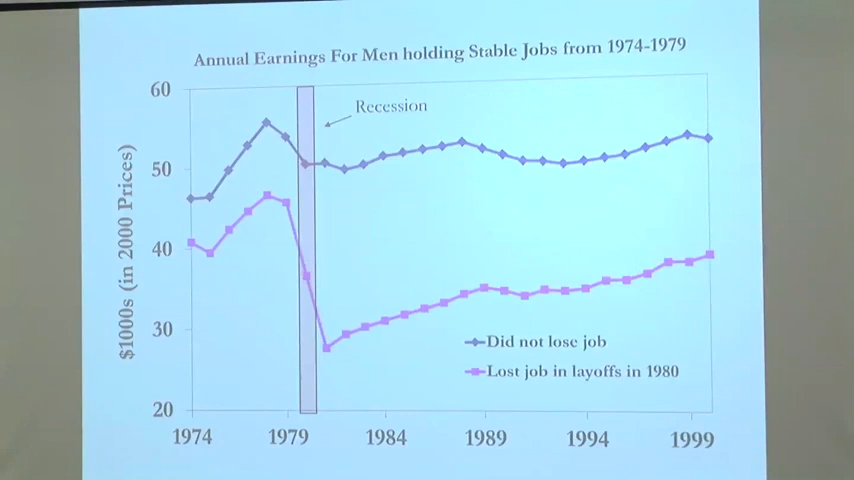 Annual Earnings For Men holding Stable Jobs from 1974-1979
60
Recession
50
40
30
20
$1000s (in 2000 Prices)
Did not lose job
Lost job in layoffs in 1980
1974 1979 1984 1989 1994 1999